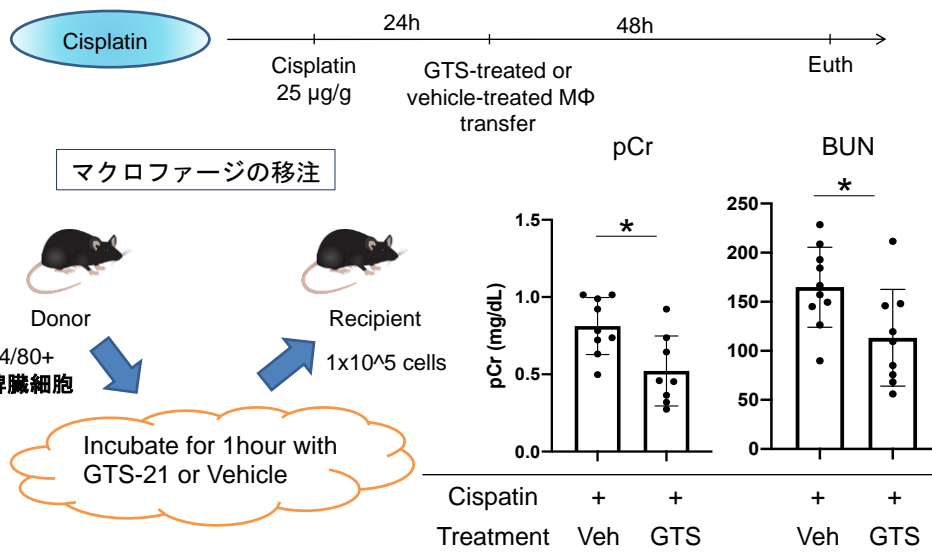 Cisplatin
24h
48h
Cisplatin
25 µg/g
GTS-treated or
vehicle-treated MΦ
transfer
Euth
マクロファージの移注
Donor
Recipient
4/80+
脾臓細胞
1x10^5 cells
Incubate for 1hour with
GTS-21 or Vehicle
pCr
*
pCr (mg/dL)
1.5
1.0
0.5
0.0
BUN
*
250
200
150
100
50
0
Cispatin + + + +
Treatment Veh GTS Veh GTS